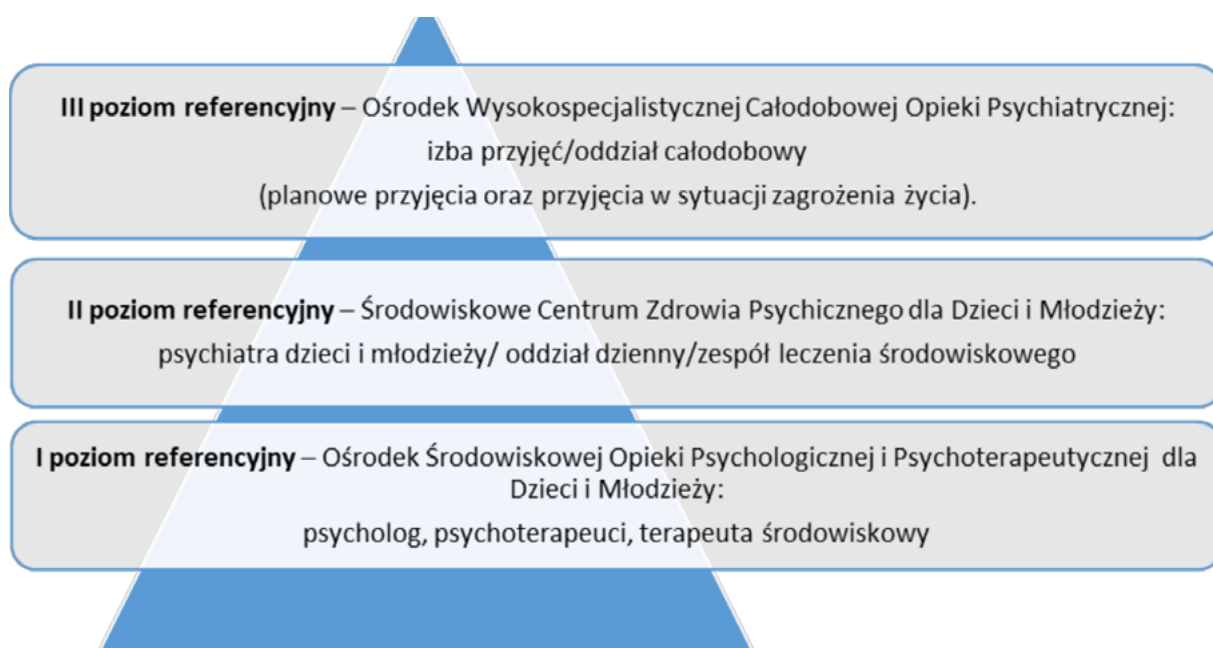 III poziom referencyjny – Ośrodek Wysokospecjalistycznej Całodobowej Opieki Psychiatrycznej:
izba przyjęć/oddział całodobowy
(planowe przyjęcia oraz przyjęcia w sytuacji zagrożenia życia).
II poziom referencyjny – Środowiskowe Centrum Zdrowia Psychicznego dla Dzieci i Młodzieży:
psychiatra dzieci i młodzieży/ oddział dzienny/zespół leczenia środowiskowego
I poziom referencyjny – Ośrodek Środowiskowej Opieki Psychologicznej i Psychoterapeutycznej dla
Dzieci i Młodzieży:
psycholog, psychoterapeuci, terapeuta środowiskowy